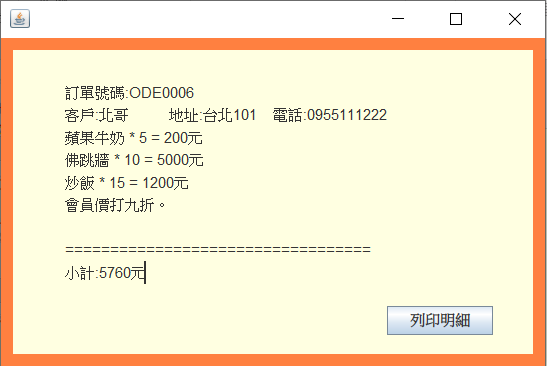 訂單號碼:ODE0006
客戶:北哥 地址:台北101 電話:0955111222
蘋果牛奶 * 5 = 200元
佛跳牆 * 10 = 5000元
炒飯 * 15 = 1200元
會員價打九折。
==================================
小計:5760元
列印明細